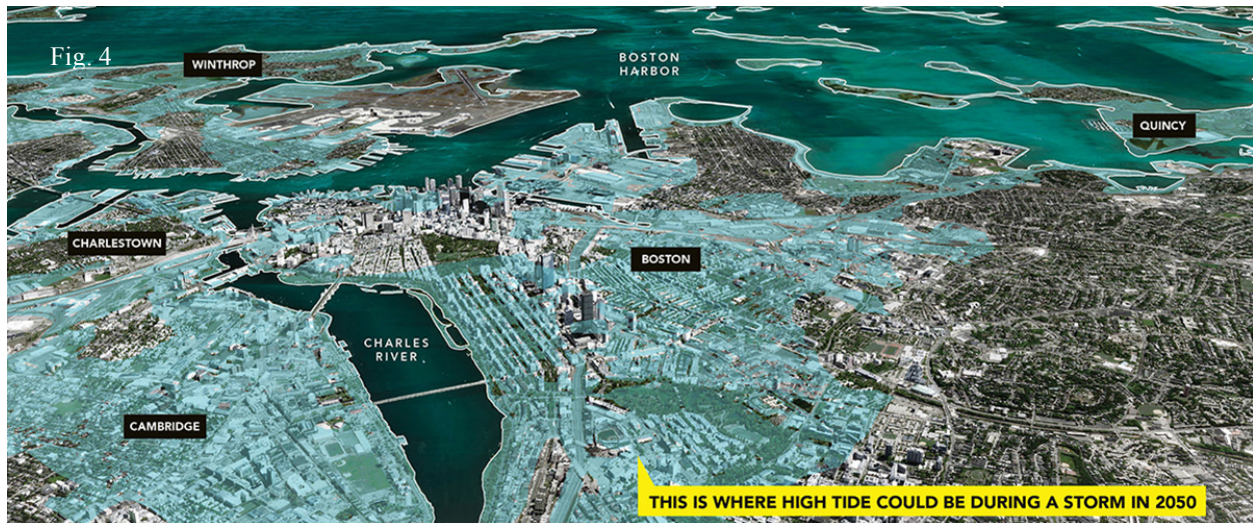 Fig. 4
WINTHROP
BOSTON
HARBOR
QUINCY
CHARLESTOWN
BOSTON
CHARLES
RIVER
CAMBRIDGE
THIS IS WHERE HIGH TIDE COULD BE DURING A STORM IN 2050